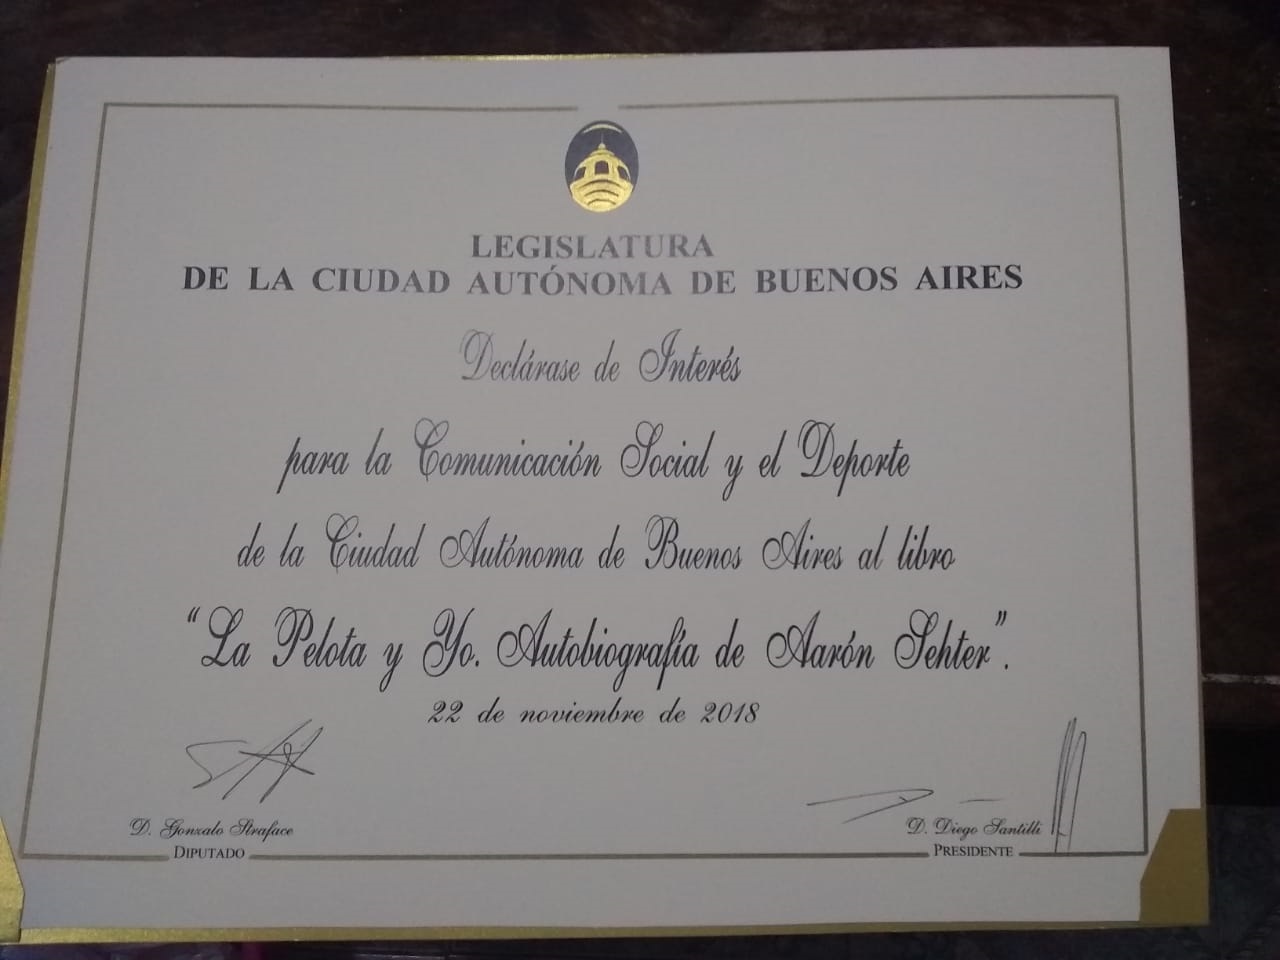 LEGISLATURA
DE LA CIUDAD AUTÓNOMA DE BUENOS AIRES
Declárase de Interés
para la Comunicación Social y el Deporte
de la Ciudad Autónoma de Buenos Aires al libro
“La Pelota y Yo. Autobiografía de Aarón Sehter”.
22 de noviembre de 2018
D. Gonzalo Straface
DIPUTADO
D. Diego Santilli
PRESIDENTE